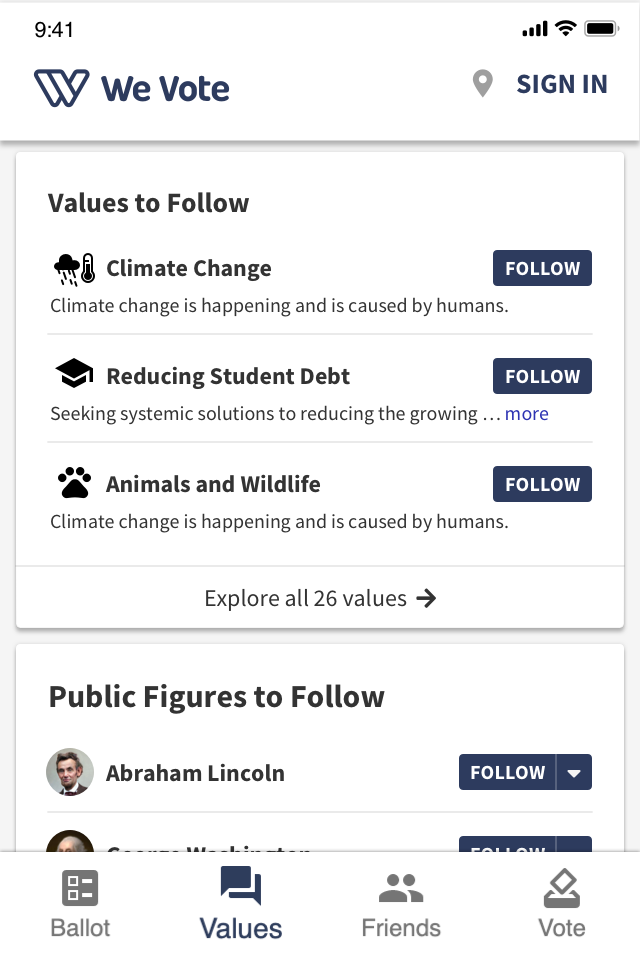 9:41
We Vote
SIGN IN
Values to Follow
Climate Change
FOLLOW
Climate change is happening and is caused by humans.
Reducing Student Debt
FOLLOW
Seeking systemic solutions to reducing the growing … more
Animals and Wildlife
FOLLOW
Climate change is happening and is caused by humans.
Explore all 26 values
Public Figures to Follow
Abraham Lincoln
FOLLOW
George Washington
FOLLOW
Ballot
Values
Friends
Vote